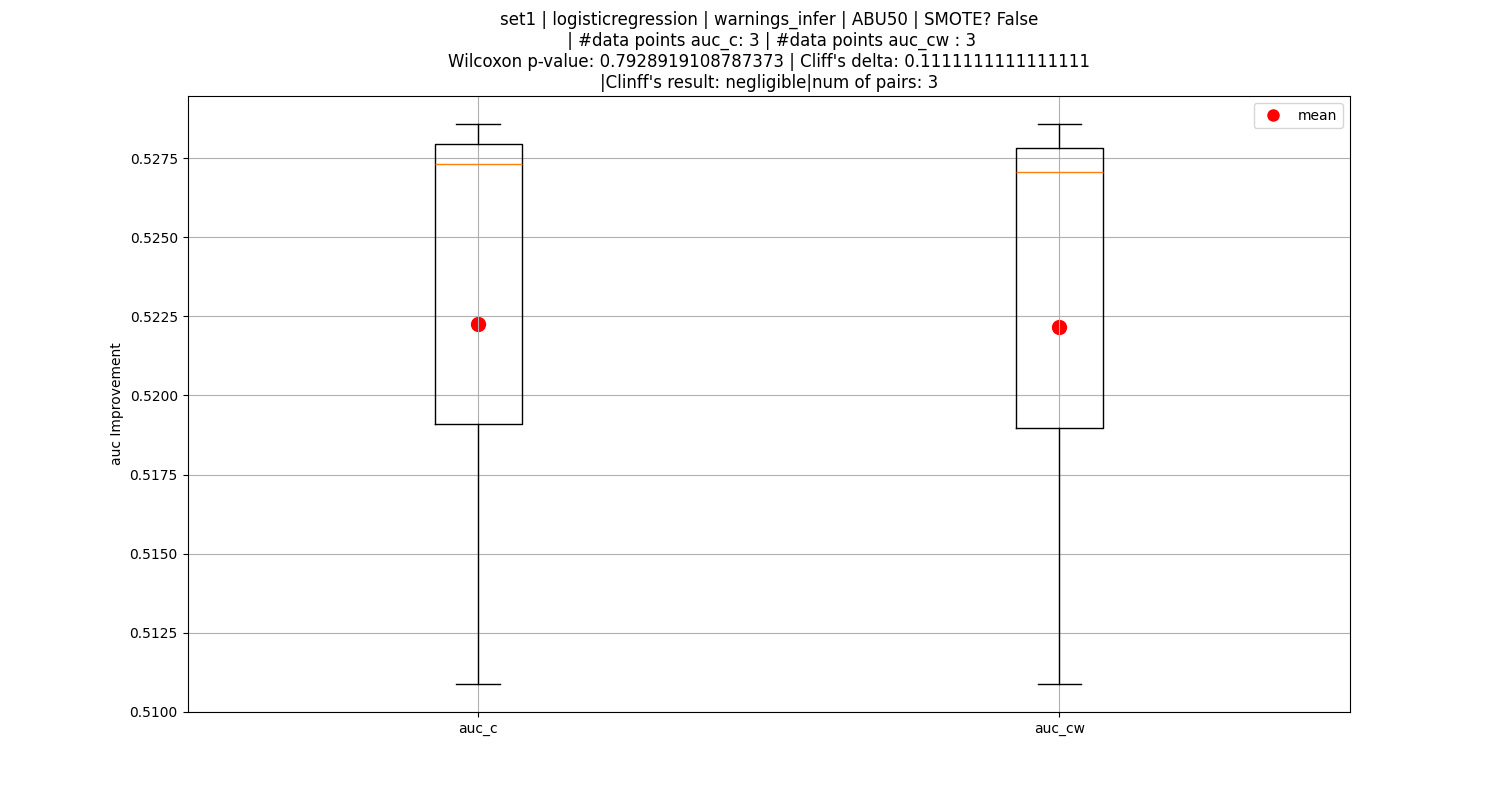 set1 | logisticregression | warnings_infer | ABU50 | SMOTE? False
| #data points auc_c: 3 | #data points auc_cw : 3
Wilcoxon p-value: 0.7928919108787373 | Cliff's delta: 0.1111111111111111
|Clinff's result: negligible|num of pairs: 3
mean
0.5275
0.5250
0.5225
0.5200
0.5175
0.5150
0.5125
0.5100
auc Improvement
auc_c
auc_cw